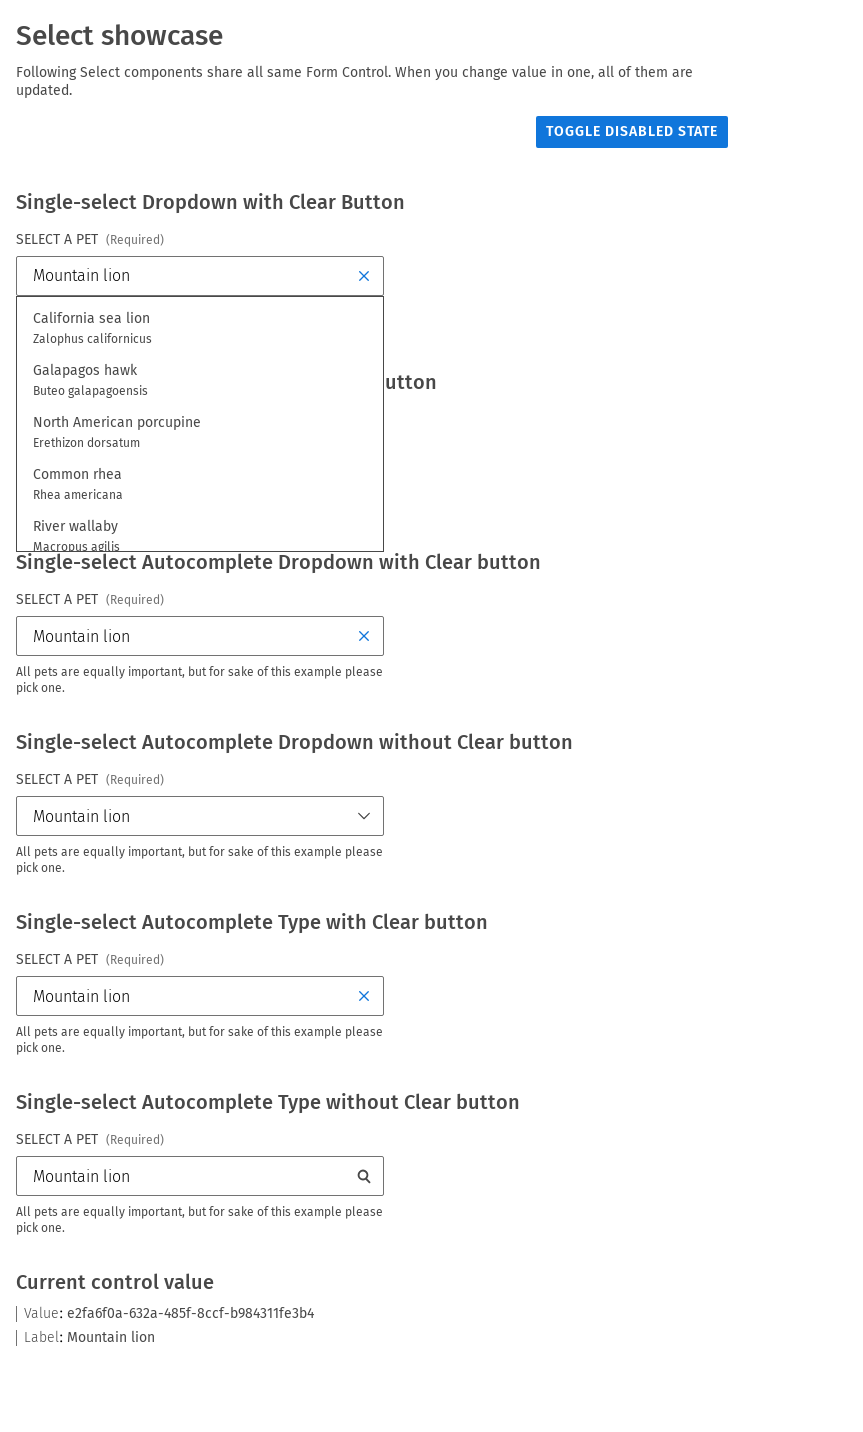 Select showcase
Following Select components share all same Form Control. When you change value in one, all of them are
updated.
TOGGLE DISABLED STATE
Single-select Dropdown with Clear Button
SELECT A PET (Required)
Mountain lion
California sea lion
Zalophus californicus
Galapagos hawk
Buteo galapagoensis
utton
North American porcupine
Erethizon dorsatum
Common rhea
Rhea americana
River wallaby
Macropus agilis
Single-select Autocomplete Dropdown with Clear button
SELECT A PET (Required)
Mountain lion
All pets are equally important, but for sake of this example please
pick one.
Single-select Autocomplete Dropdown without Clear button
SELECT A PET (Required)
Mountain lion
All pets are equally important, but for sake of this example please
pick one.
Single-select Autocomplete Type with Clear button
SELECT A PET (Required)
Mountain lion
All pets are equally important, but for sake of this example please
pick one.
Single-select Autocomplete Type without Clear button
SELECT A PET (Required)
Mountain lion
All pets are equally important, but for sake of this example please
pick one.
Current control value
Value: e2fa6f0a-632a-485f-8ccf-b984311fe3b4
Label: Mountain lion